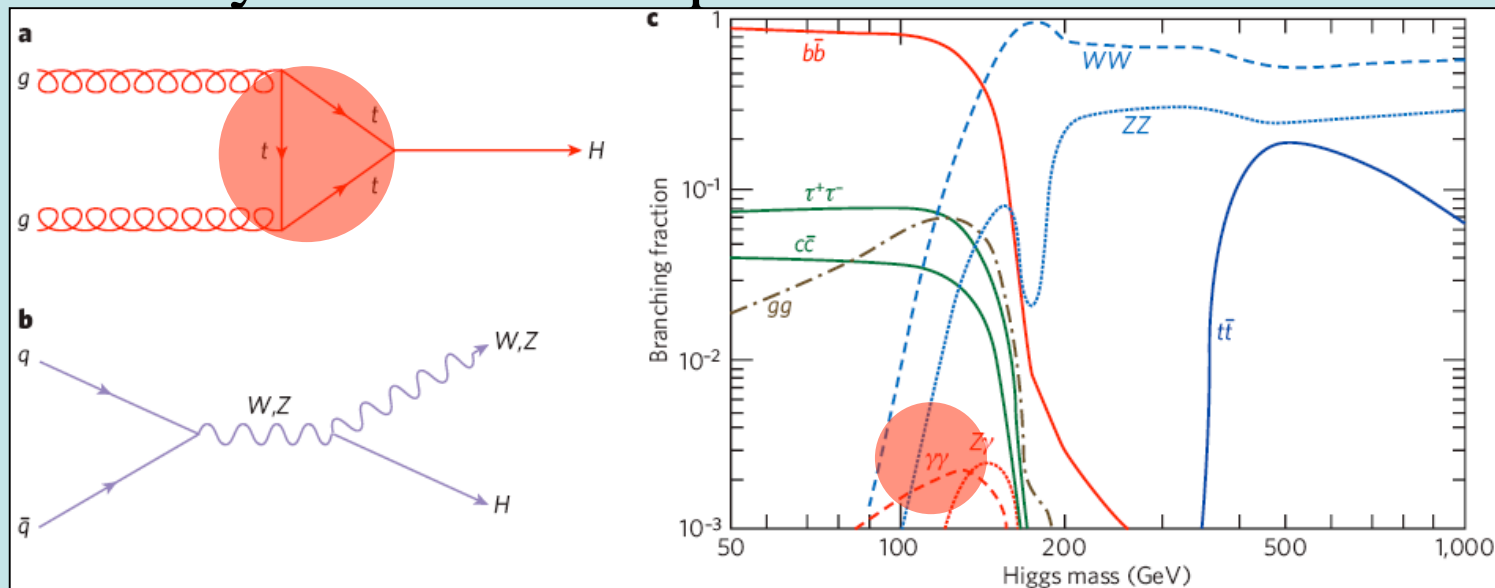 a
g
t
t
t
g
H
b
q
W,Z
W,Z
q̄
H
c
1
10⁻¹
10⁻²
10⁻³
Branching fraction
bb̄
WW
ZZ
τ⁺τ⁻
cc̄
gg
tt̄
γγ
Zγ
50
100
200
500
1,000
Higgs mass (GeV)